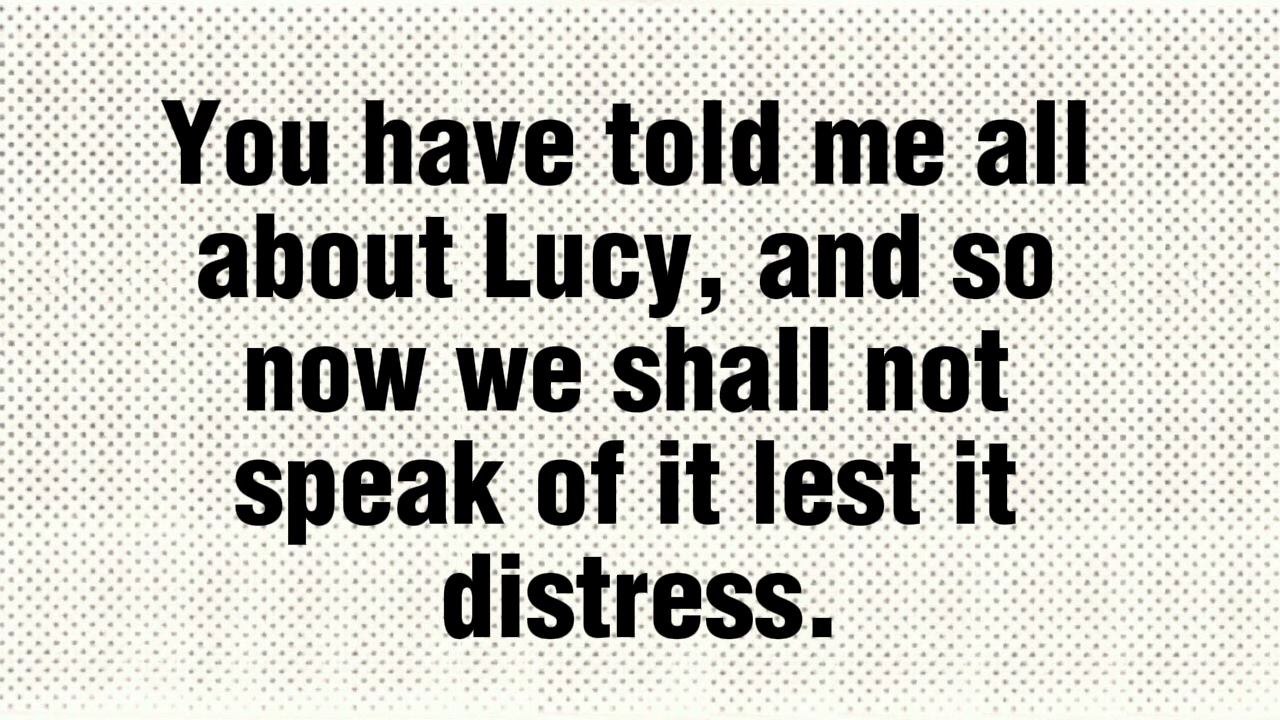 You have told me all
about Lucy, and so
now we shall not
speak of it lest it
distress.